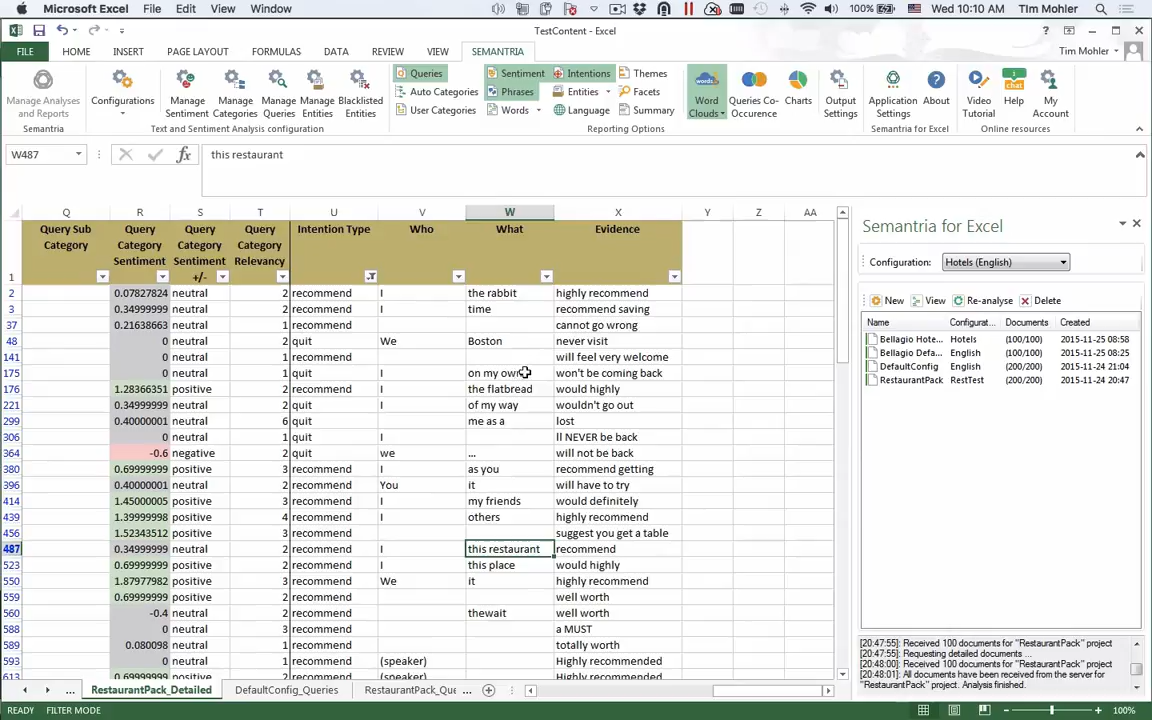 Microsoft Excel File Edit View Window 100% Wed 10:10 AM TIm Mohler
TestContent - Excel
FILE HOME INSERT PAGE LAYOUT FORMULAS DATA REVIEW VIEW SEMANTRIA Tim Mohler
Manage Analyses and Reports
Configurations
Manage Sentiment
Manage Categories
Manage Queries
Manage Entities
Blacklisted Entities
Queries Sentiment Intentions Themes
Auto Categories Phrases Entities Facets
User Categories Words Language Summary
Word Clouds
Queries Co-Occurence
Charts
Output Settings
Application Settings
About
Video Tutorial
Help
My Account
chat
words
Semantria Text and Sentiment Analysis configuration Reporting Options Semantria for Excel Online resources
W487 fx this restaurant
Q R S T U V W X Y Z AA
1 Query Sub Category Query Category Sentiment Query Category Sentiment +/- Query Category Relevancy Intention Type Who What Evidence
2 0.07827824 neutral 2 recommend I the rabbit highly recommend
3 0.34999999 neutral 2 recommend I time recommend saving
37 0.21638663 neutral 1 recommend cannot go wrong
48 0 neutral 2 quit We Boston never visit
141 0 neutral 1 recommend will feel very welcome
175 0 neutral 1 quit I on my own won't be coming back
176 1.28366351 positive 2 recommend I the flatbread would highly
221 0.34999999 neutral 2 quit I of my way wouldn't go out
299 0.40000001 neutral 6 quit me as a lost
306 0 neutral 1 quit I ll NEVER be back
364 -0.6 negative 2 quit we ... will not be back
380 0.69999999 positive 3 recommend I as you recommend getting
396 0.40000001 neutral 2 recommend You it will have to try
414 1.45000005 positive 3 recommend I my friends would definitely
439 1.39999998 positive 4 recommend I others highly recommend
456 1.52343512 positive 3 recommend suggest you get a table
487 0.34999999 neutral 2 recommend I this restaurant recommend
523 0.69999999 positive 2 recommend I this place would highly
550 1.87977982 positive 3 recommend We it highly recommend
559 0.69999999 positive 2 recommend well worth
560 -0.4 neutral 2 recommend thewait well worth
588 0 neutral 3 recommend a MUST
589 0.080098 neutral 1 recommend totally worth
593 0 neutral 1 recommend (speaker) Highly recommended
613 0.69999999 positive 3 recommend (speaker) Highly recommend
... RestaurantPack_Detailed DefaultConfig_Queries RestaurantPack_Que ...
READY FILTER MODE 100%
Semantria for Excel
Configuration: Hotels (English)
New View Re-analyse Delete
Name Configurat... Documents Created
Bellagio Hote... Hotels (100/100) 2015-11-25 08:58
Bellagio Defa... English (100/100) 2015-11-25 08:25
DefaultConfig English (200/200) 2015-11-24 21:04
RestaurantPack RestTest (200/200) 2015-11-24 20:47
[20:47:55]: Received 100 documents for "RestaurantPack" project
[20:47:55]: Requesting detailed documents ...
[20:48:00]: Received 100 documents for "RestaurantPack" project
[20:48:01]: All documents have been received from the server for
"RestaurantPack" project. Analysis finished.